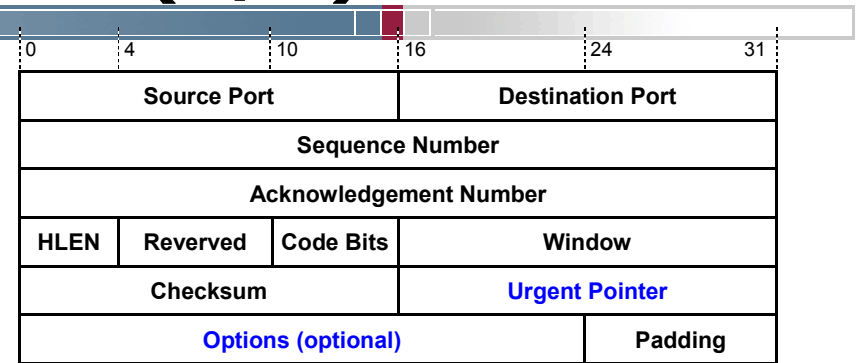 0 4 10 16 24 31
Source Port Destination Port
Sequence Number
Acknowledgement Number
HLEN Reverved Code Bits Window
Checksum Urgent Pointer
Options (optional) Padding